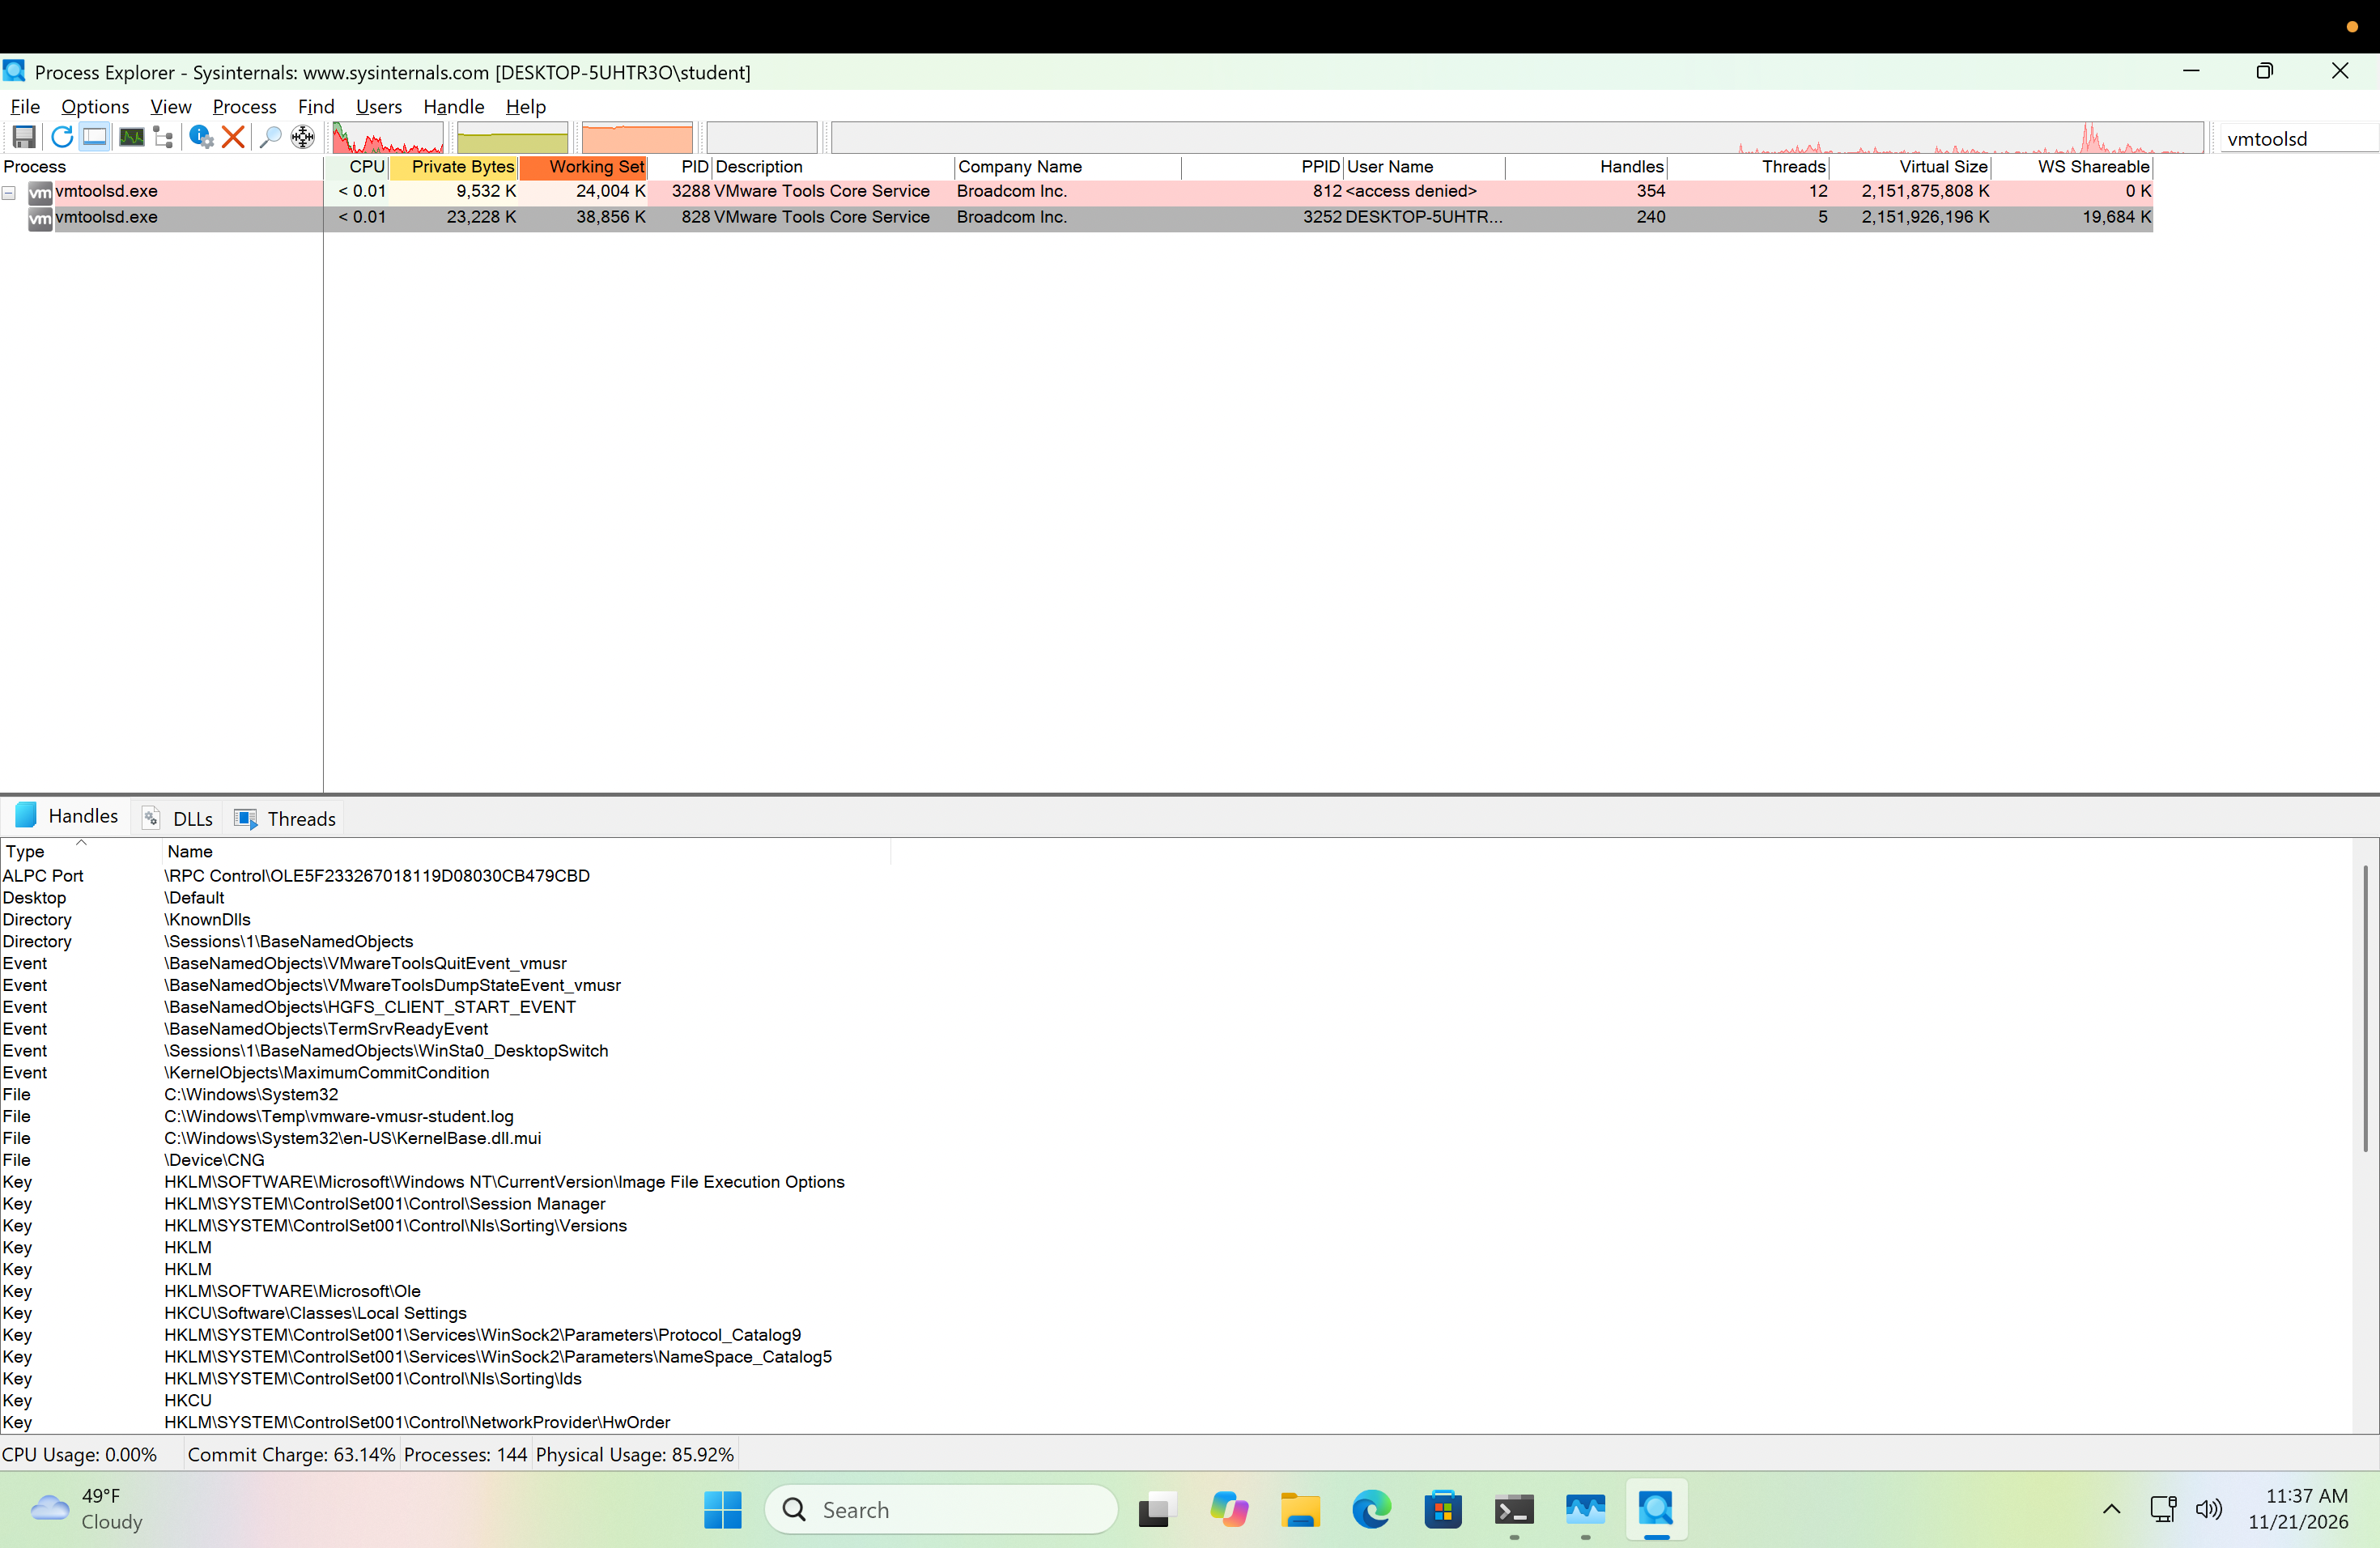 Process Explorer - Sysinternals: www.sysinternals.com [DESKTOP-5UHTR3O\student]
File Options View Process Find Users Handle Help
vmtoolsd
Process CPU Private Bytes Working Set PID Description Company Name PPID User Name Handles Threads Virtual Size WS Shareable
vm vmtoolsd.exe < 0.01 9,532 K 24,004 K 3288 VMware Tools Core Service Broadcom Inc. 812 <access denied> 354 12 2,151,875,808 K 0 K
vm vmtoolsd.exe < 0.01 23,228 K 38,856 K 828 VMware Tools Core Service Broadcom Inc. 3252 DESKTOP-5UHTR... 240 5 2,151,926,196 K 19,684 K
Handles DLLs Threads
Type Name
ALPC Port \RPC Control\OLE5F233267018119D08030CB479CBD
Desktop \Default
Directory \KnownDlls
Directory \Sessions\1\BaseNamedObjects
Event \BaseNamedObjects\VMwareToolsQuitEvent_vmusr
Event \BaseNamedObjects\VMwareToolsDumpStateEvent_vmusr
Event \BaseNamedObjects\HGFS_CLIENT_START_EVENT
Event \BaseNamedObjects\TermSrvReadyEvent
Event \Sessions\1\BaseNamedObjects\WinSta0_DesktopSwitch
Event \KernelObjects\MaximumCommitCondition
File C:\Windows\System32
File C:\Windows\Temp\vmware-vmusr-student.log
File C:\Windows\System32\en-US\KernelBase.dll.mui
File \Device\CNG
Key HKLM\SOFTWARE\Microsoft\Windows NT\CurrentVersion\Image File Execution Options
Key HKLM\SYSTEM\ControlSet001\Control\Session Manager
Key HKLM\SYSTEM\ControlSet001\Control\Nls\Sorting\Versions
Key HKLM
Key HKLM
Key HKLM\SOFTWARE\Microsoft\Ole
Key HKCU\Software\Classes\Local Settings
Key HKLM\SYSTEM\ControlSet001\Services\WinSock2\Parameters\Protocol_Catalog9
Key HKLM\SYSTEM\ControlSet001\Services\WinSock2\Parameters\NameSpace_Catalog5
Key HKLM\SYSTEM\ControlSet001\Control\Nls\Sorting\Ids
Key HKCU
Key HKLM\SYSTEM\ControlSet001\Control\NetworkProvider\HwOrder
CPU Usage: 0.00% Commit Charge: 63.14% Processes: 144 Physical Usage: 85.92%
49°F
Cloudy
Search
11:37 AM
11/21/2026